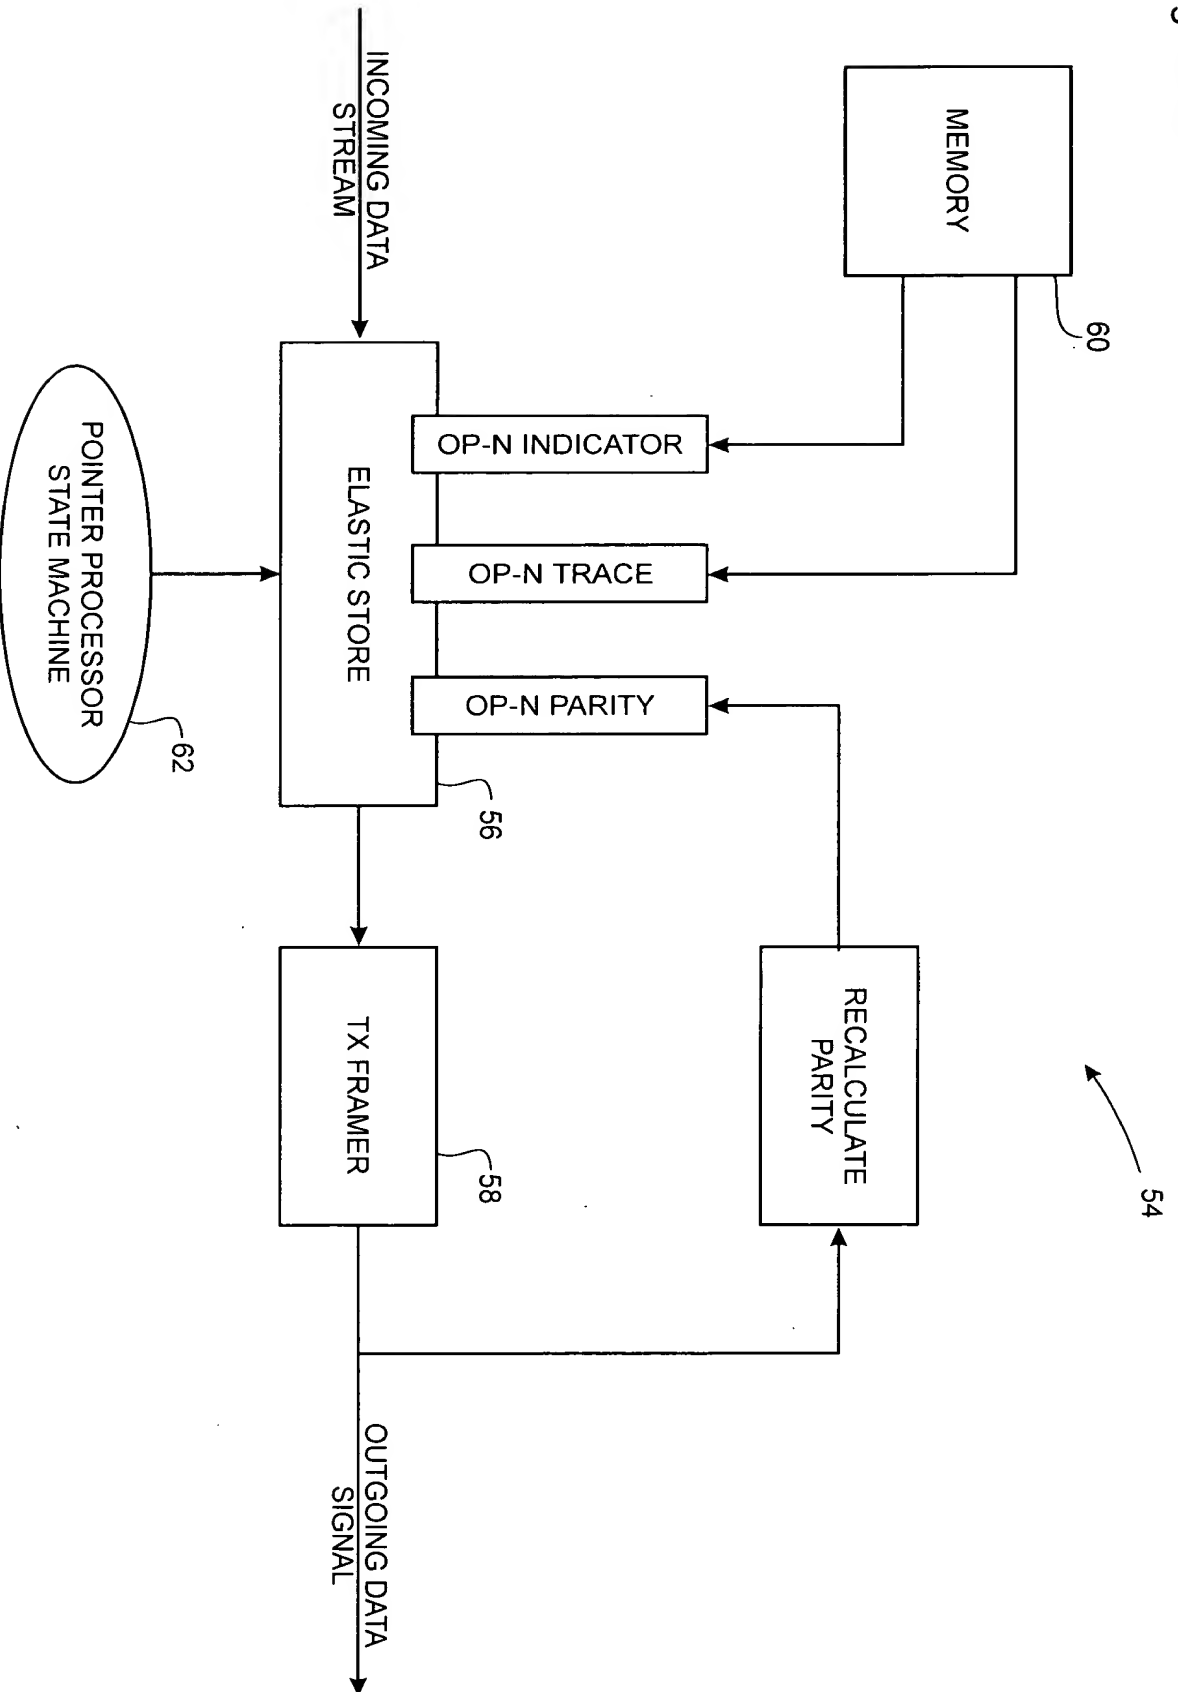 54
MEMORY
60
RECALCULATE
PARITY
OP-N INDICATOR
OP-N TRACE
OP-N PARITY
INCOMING DATA
STREAM
ELASTIC STORE
56
TX FRAMER
58
OUTGOING DATA
SIGNAL
POINTER PROCESSOR
STATE MACHINE
62